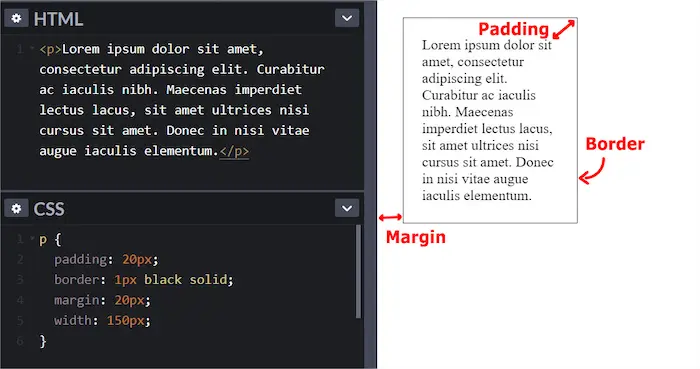 HTML
1 <p>Lorem ipsum dolor sit amet,
consectetur adipiscing elit. Curabitur
ac iaculis nibh. Maecenas imperdiet
lectus lacus, sit amet ultrices nisi
cursus sit amet. Donec in nisi vitae
augue iaculis elementum.</p>
CSS
1 p {
2 padding: 20px;
3 border: 1px black solid;
4 margin: 20px;
5 width: 150px;
6 }
Padding
Lorem ipsum dolor sit
amet, consectetur
adipiscing elit.
Curabitur ac iaculis
nibh. Maecenas
imperdiet lectus lacus,
sit amet ultrices nisi
cursus sit amet. Donec
in nisi vitae augue
iaculis elementum.
Border
Margin